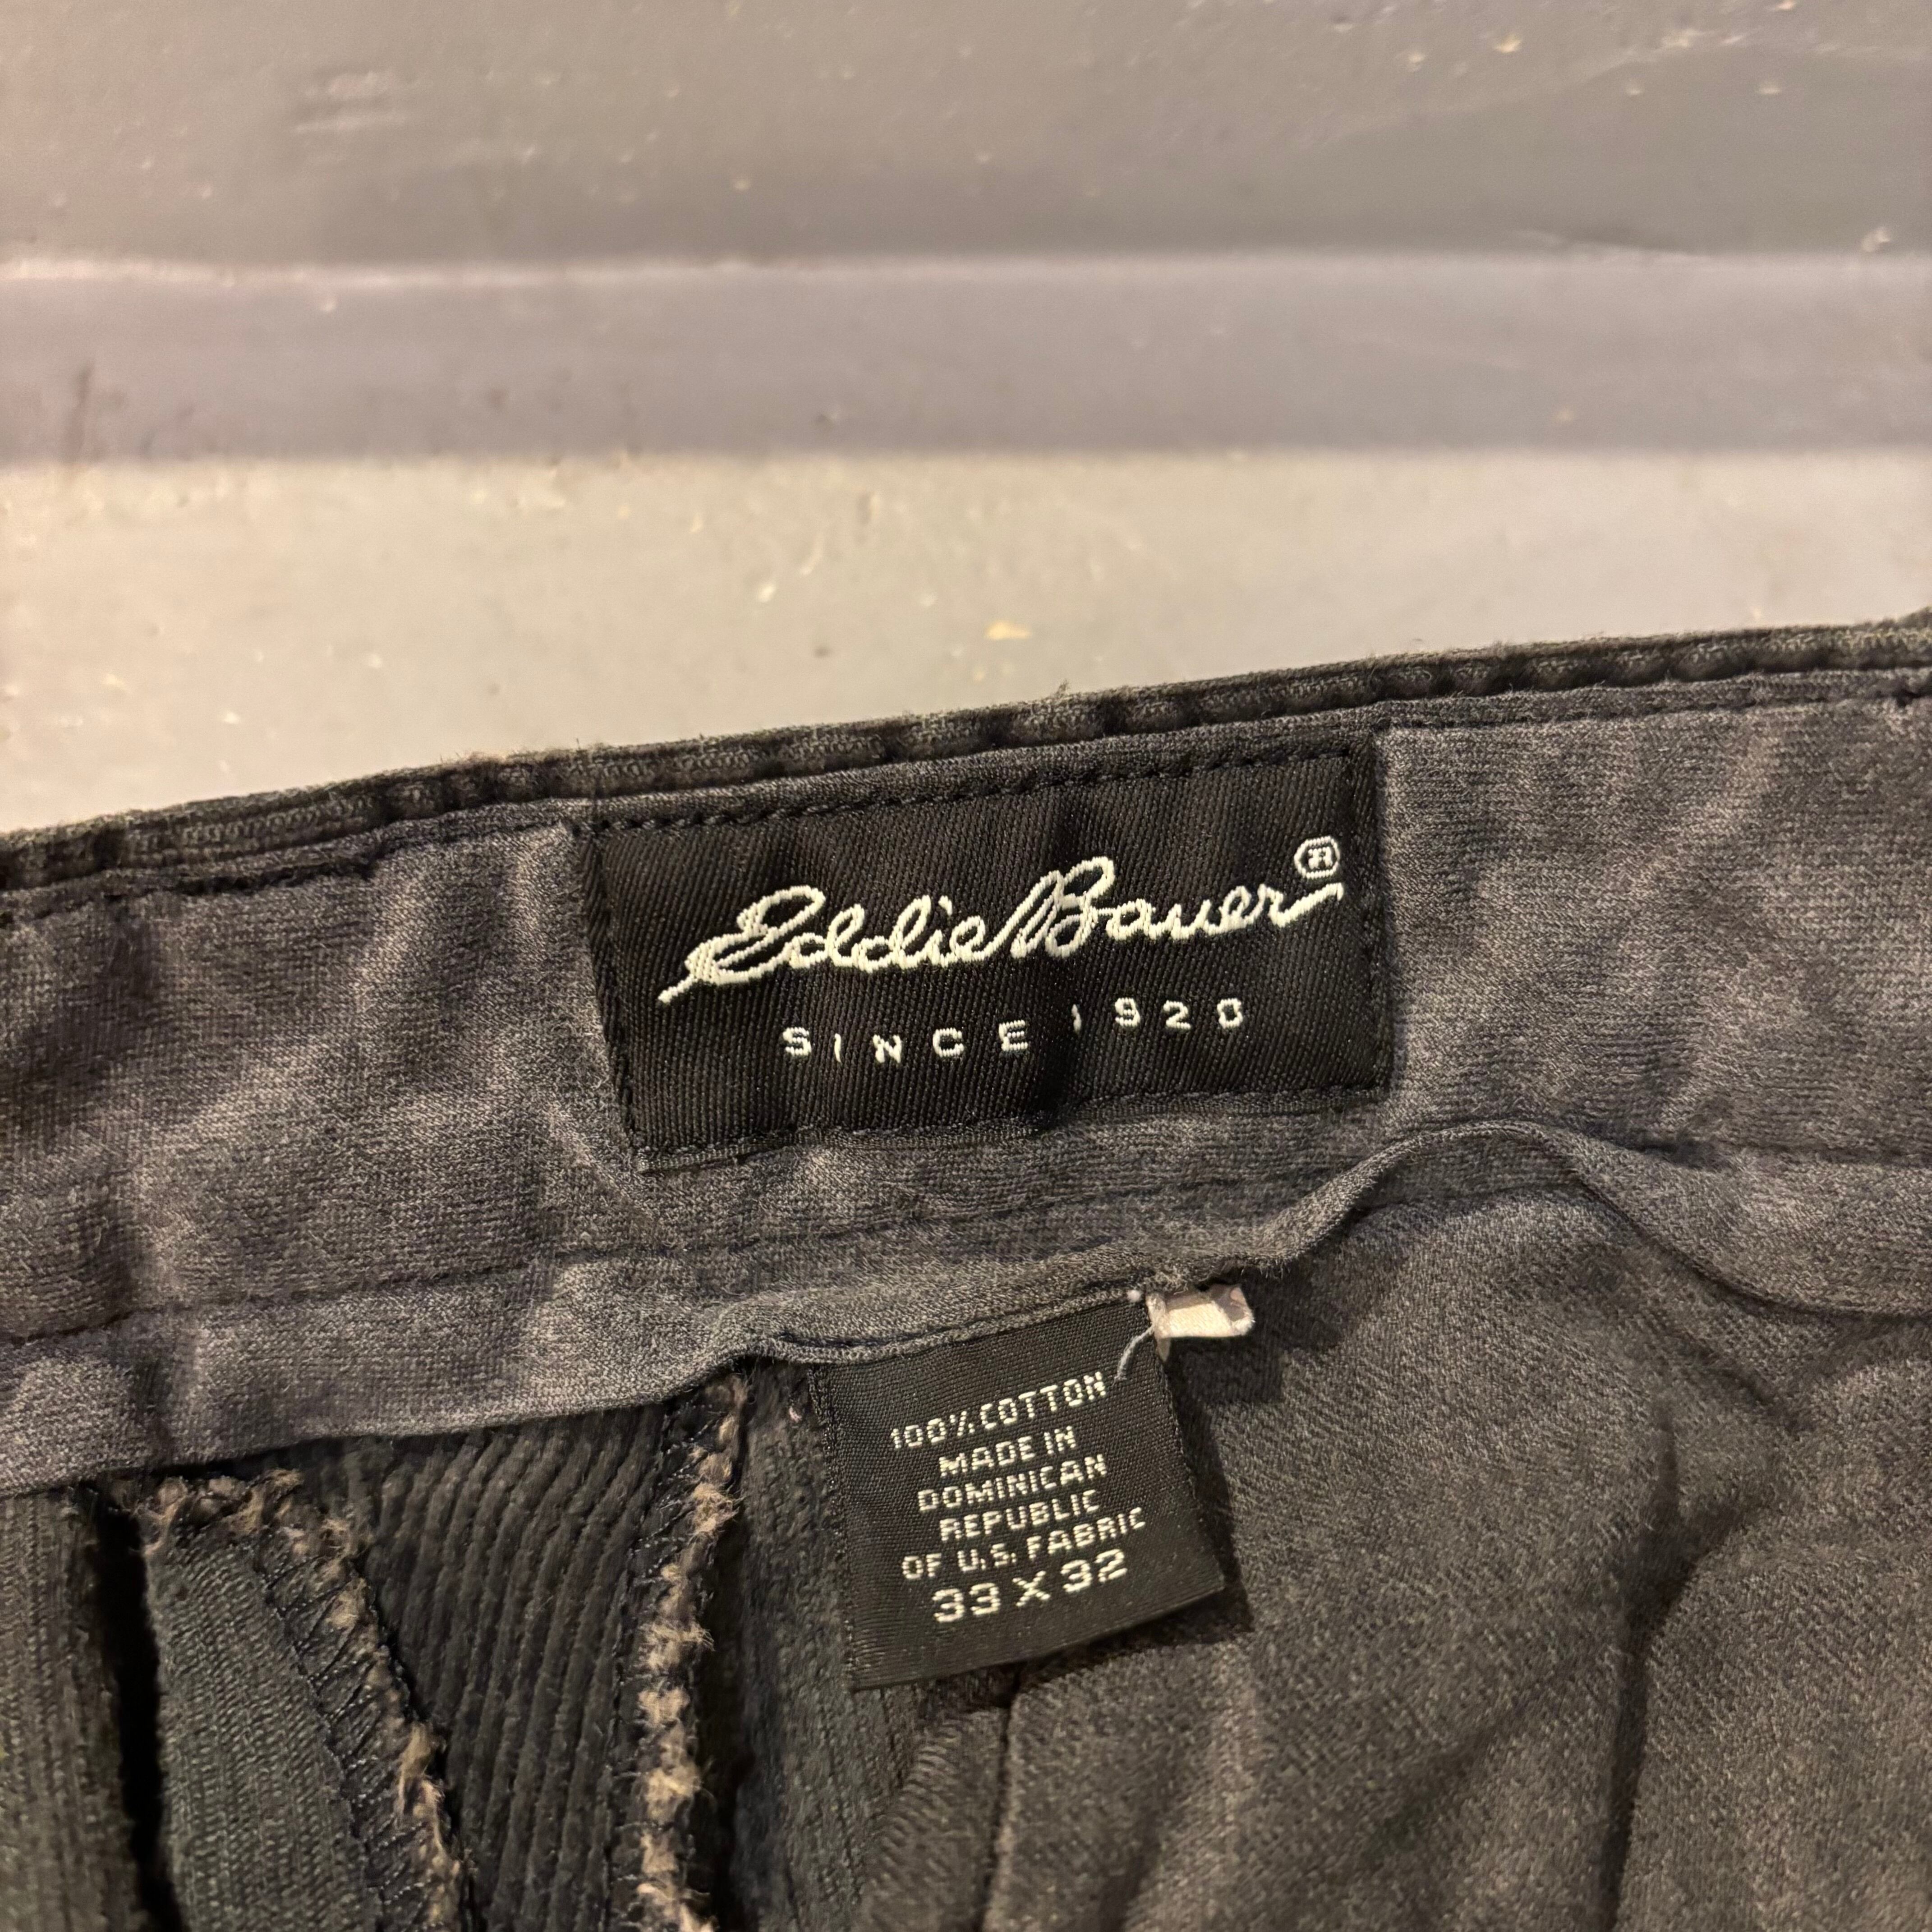 Eddie Bauer®
SINCE 1920
100% COTTON
MADE IN
DOMINICAN
REPUBLIC
OF U.S. FABRIC
33 X 32